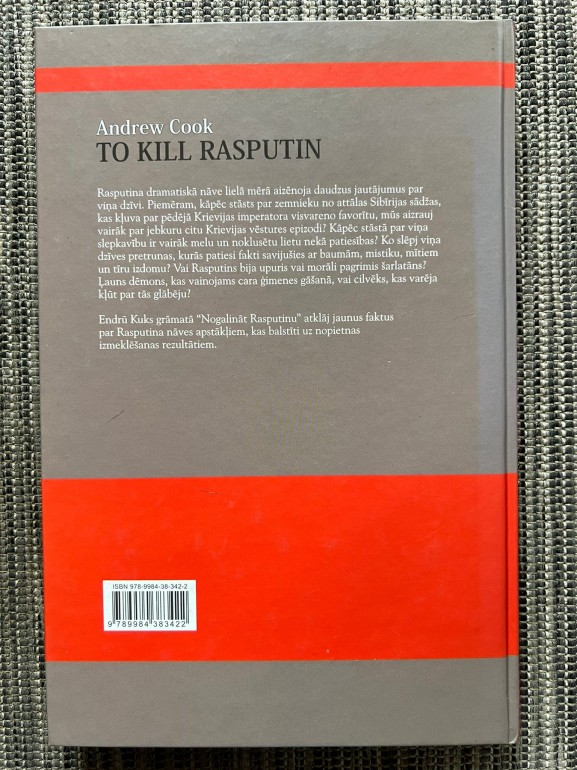 Andrew Cook
TO KILL RASPUTIN
Rasputina dramatiskā nāve lielā mērā aizēnoja daudzus jautājumus par
viņa dzīvi. Piemēram, kāpēc stāsts par zemnieku no attālas Sibīrijas sādžas,
kas kļuva par pēdējā Krievijas imperatora visvareno favorītu, mūs aizrauj
vairāk par jebkuru citu Krievijas vēstures epizodi? Kāpēc stāstā par viņa
slepkavību ir vairāk melu un noklusētu lietu nekā patiesības? Ko slēpj viņa
dzīves pretrunas, kurās patiesi fakti savijušies ar baumām, mistiku, mītiem
un tīru izdomu? Vai Rasputins bija upuris vai morāli pagrimis šarlatāns?
Ļauns dēmons, kas vainojams cara ģimenes gāšanā, vai cilvēks, kas varēja
kļūt par tās glābēju?
Endrū Kuks grāmatā “Nogalināt Rasputinu” atklāj jaunus faktus
par Rasputina nāves apstākļiem, kas balstīti uz nopietnas
izmeklēšanas rezultātiem.
ISBN 978-9984-38-342-2
9 789984 383422